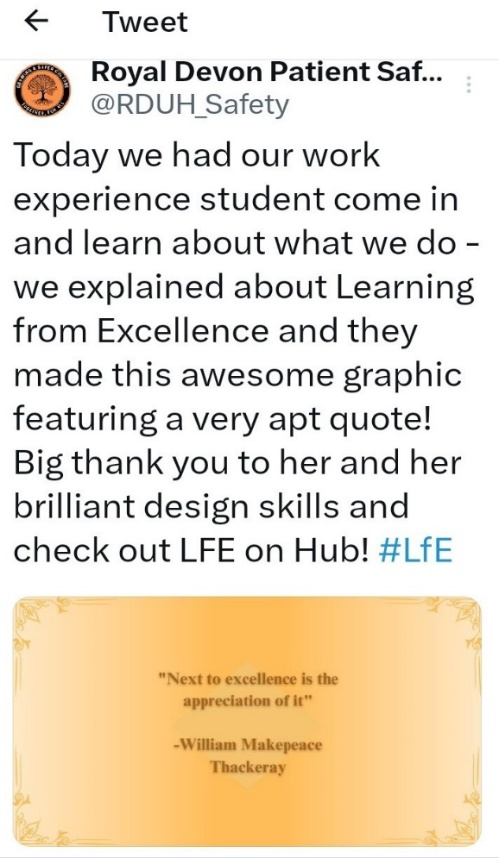 Tweet
Royal Devon Patient Saf...
@RDUH_Safety
Today we had our work
experience student come in
and learn about what we do -
we explained about Learning
from Excellence and they
made this awesome graphic
featuring a very apt quote!
Big thank you to her and her
brilliant design skills and
check out LFE on Hub! #LfE
"Next to excellence is the
appreciation of it"
-William Makepeace
Thackeray